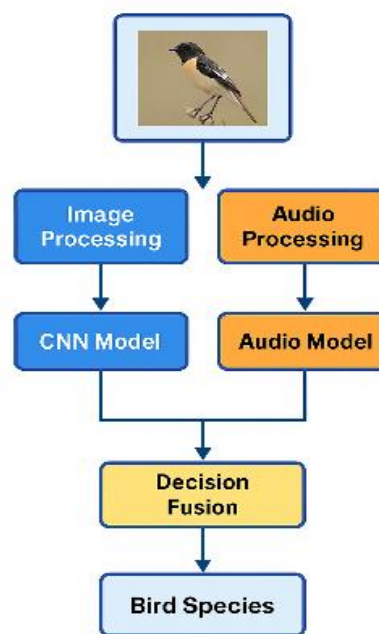 Image
Processing
Audio
Processing
CNN Model
Audio Model
Decision
Fusion
Bird Species